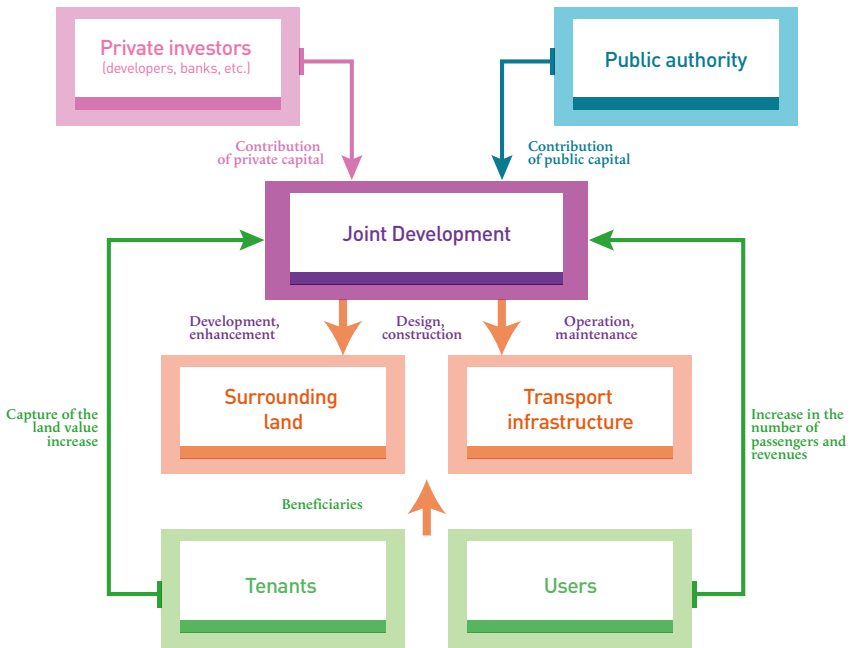 Private investors
(developers, banks, etc.)
Public authority
Contribution
of private capital
Contribution
of public capital
Joint Development
Development,
enhancement
Design,
construction
Operation,
maintenance
Surrounding
land
Transport
infrastructure
Capture of the
land value
increase
Increase in the
number of
passengers and
revenues
Beneficiaries
Tenants
Users